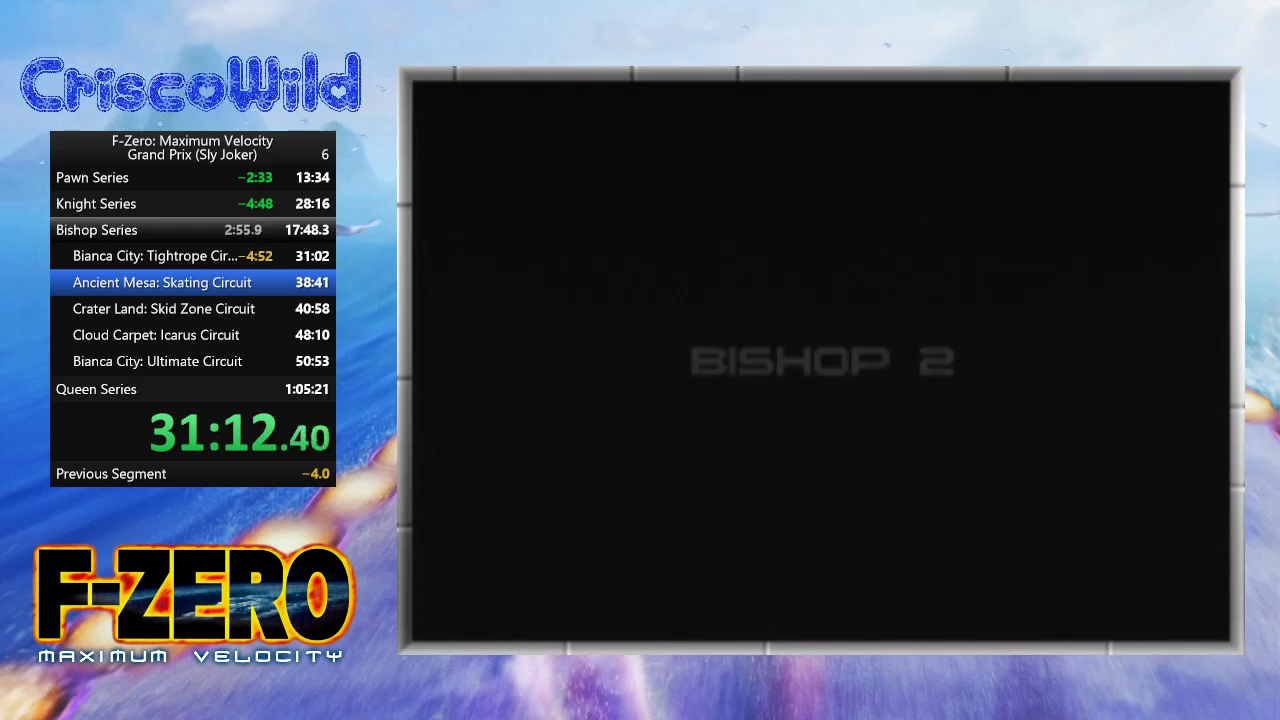 CriscoWild
F-Zero: Maximum Velocity
Grand Prix (Sly Joker) 6
Pawn Series −2:33 13:34
Knight Series −4:48 28:16
Bishop Series 2:55.9 17:48.3
Bianca City: Tightrope Cir... −4:52 31:02
Ancient Mesa: Skating Circuit 38:41
Crater Land: Skid Zone Circuit 40:58
Cloud Carpet: Icarus Circuit 48:10
Bianca City: Ultimate Circuit 50:53
Queen Series 1:05:21
31:12.40
Previous Segment −4.0
F-ZERO
MAXIMUM VELOCITY
BISHOP 2